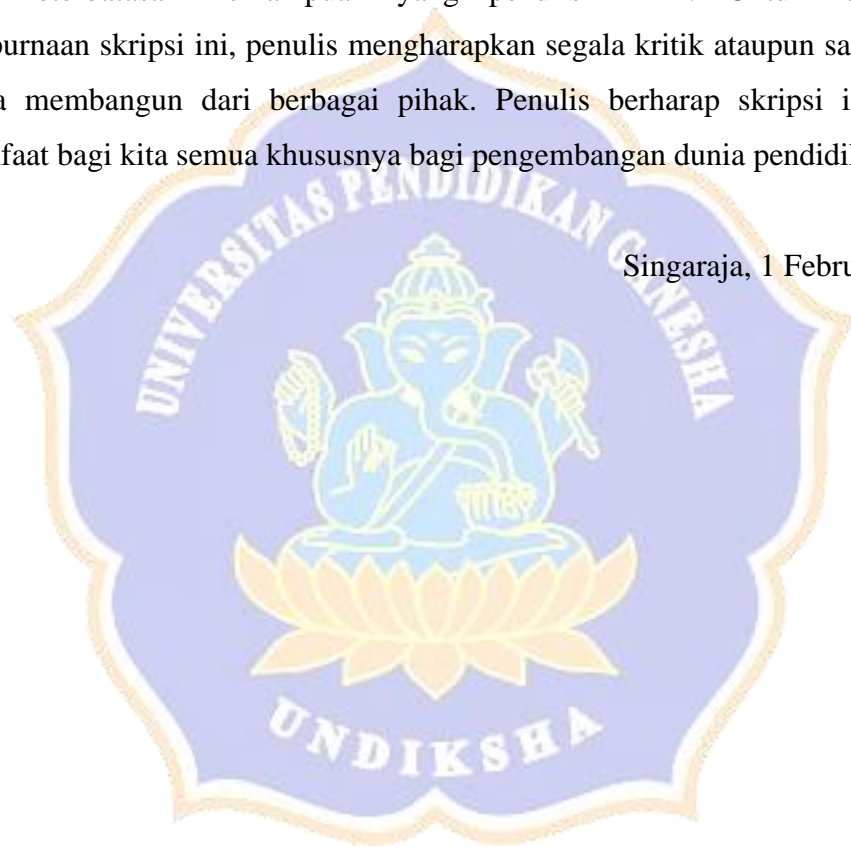 purnaan skripsi ini, penulis mengharapkan segala kritik ataupun sa
membangun dari berbagai pihak. Penulis berharap skripsi i
faat bagi kita semua khususnya bagi pengembangan dunia pendidi
UNIVERSITAS PENDIDIKAN GANESHA
Singaraja, 1 Febru
UNDIKSHA